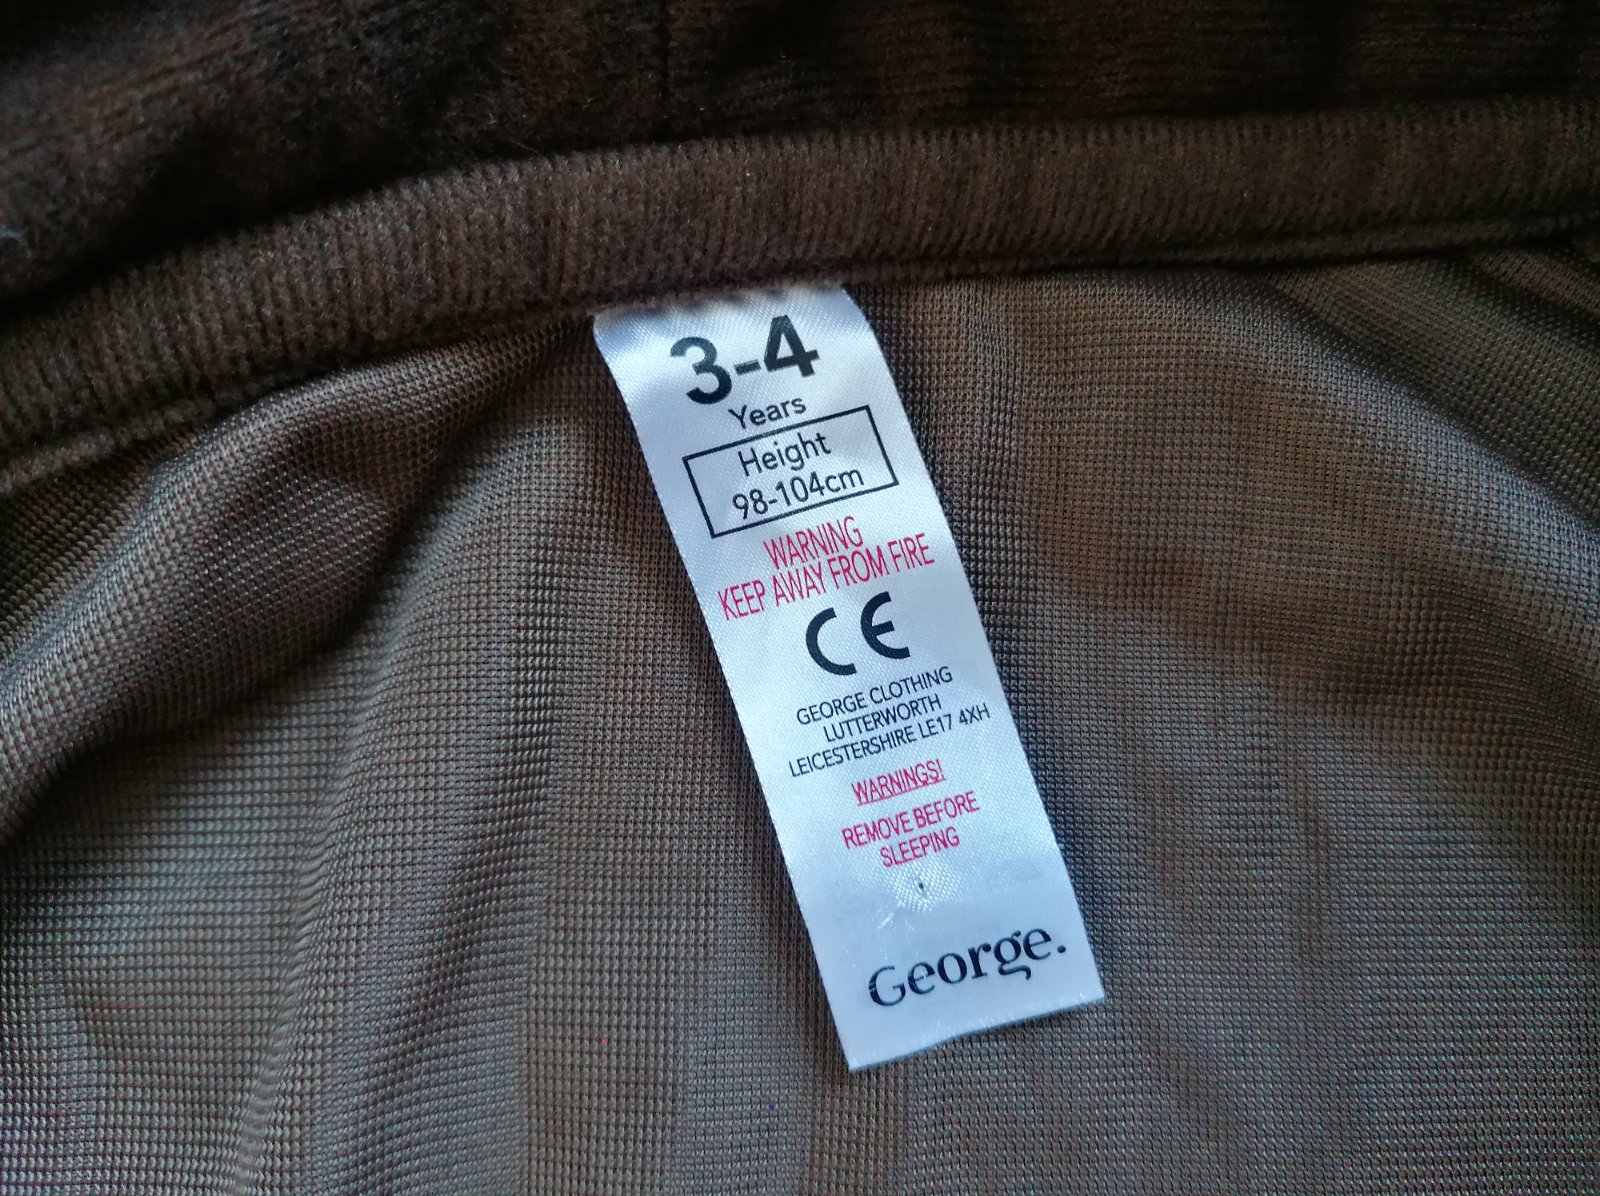 3-4
Years
Height
98-104cm
WARNING
KEEP AWAY FROM FIRE
CE
GEORGE CLOTHING
LUTTERWORTH
LEICESTERSHIRE LE17 4XH
WARNINGS!
REMOVE BEFORE
SLEEPING
George.